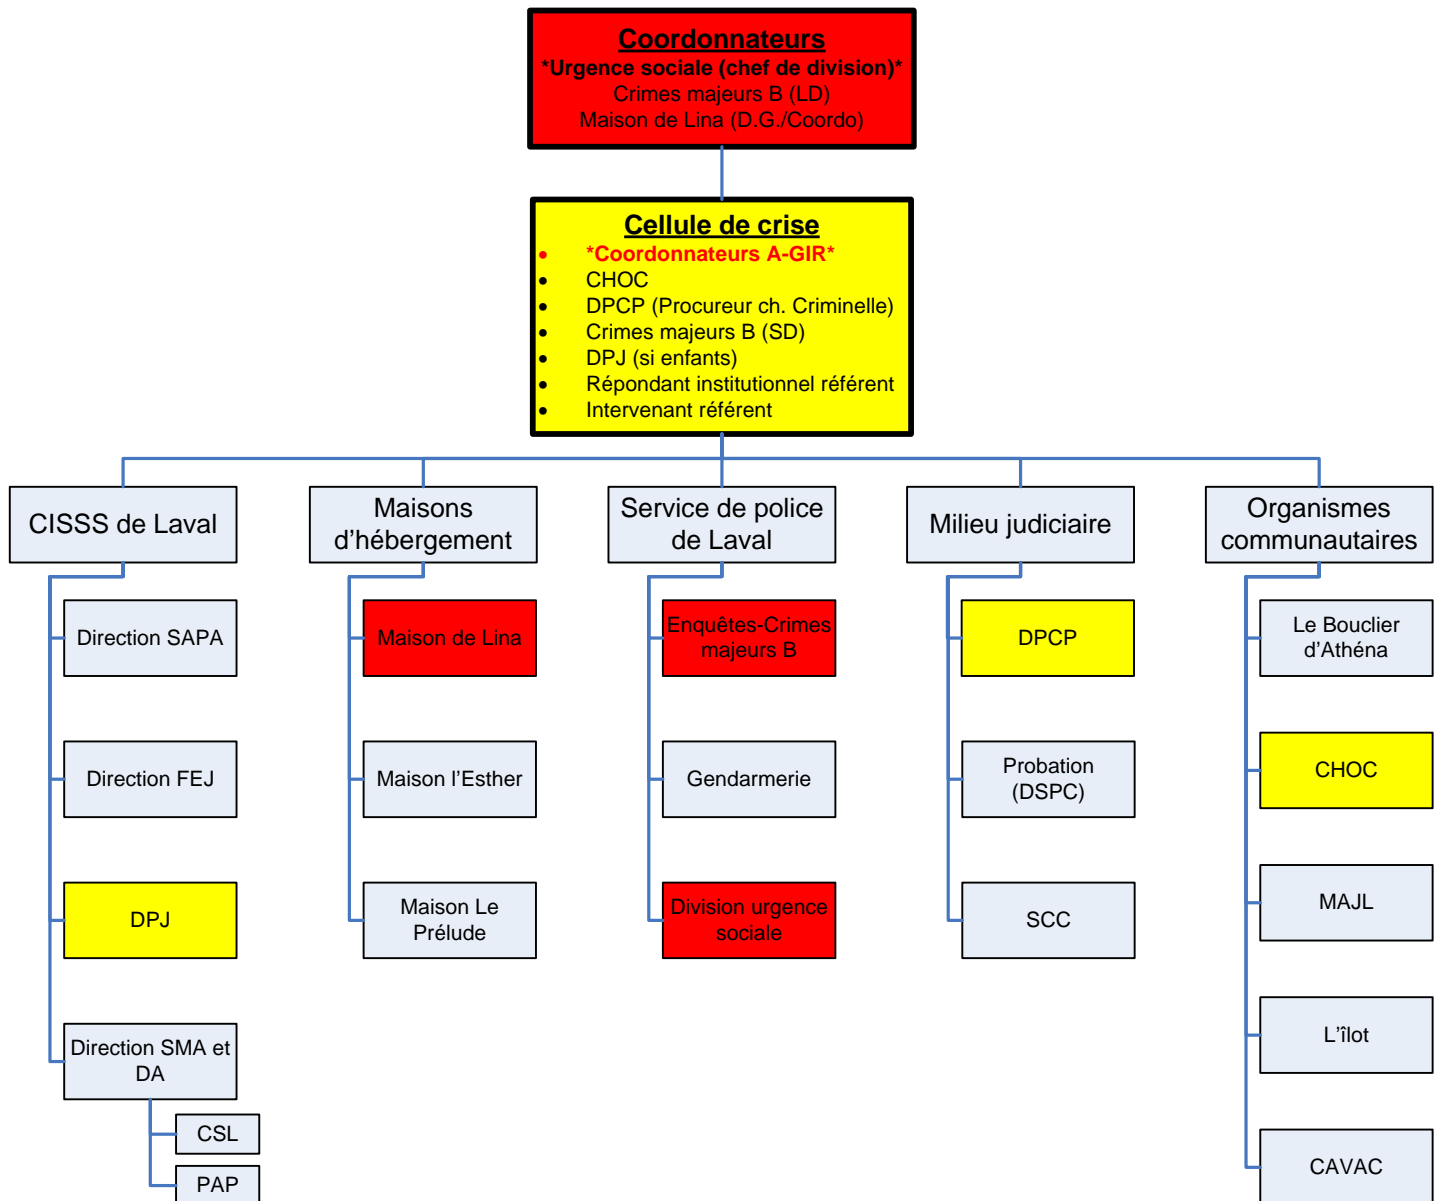 Coordonnateurs
*Urgence sociale (chef de division)*
Crimes majeurs B (LD)
Maison de Lina (D.G./Coordo)
Cellule de crise
• *Coordonnateurs A-GIR*
• CHOC
• DPCP (Procureur ch. Criminelle)
• Crimes majeurs B (SD)
• DPJ (si enfants)
• Répondant institutionnel référent
• Intervenant référent
CISSS de Laval
Direction SAPA
Direction FEJ
DPJ
Direction SMA et
DA
CSL
PAP
Maisons
d’hébergement
Maison de Lina
Maison l’Esther
Maison Le
Prélude
Service de police
de Laval
Enquêtes-Crimes
majeurs B
Gendarmerie
Division urgence
sociale
Milieu judiciaire
DPCP
Probation
(DSPC)
SCC
Organismes
communautaires
Le Bouclier
d’Athéna
CHOC
MAJL
L’îlot
CAVAC